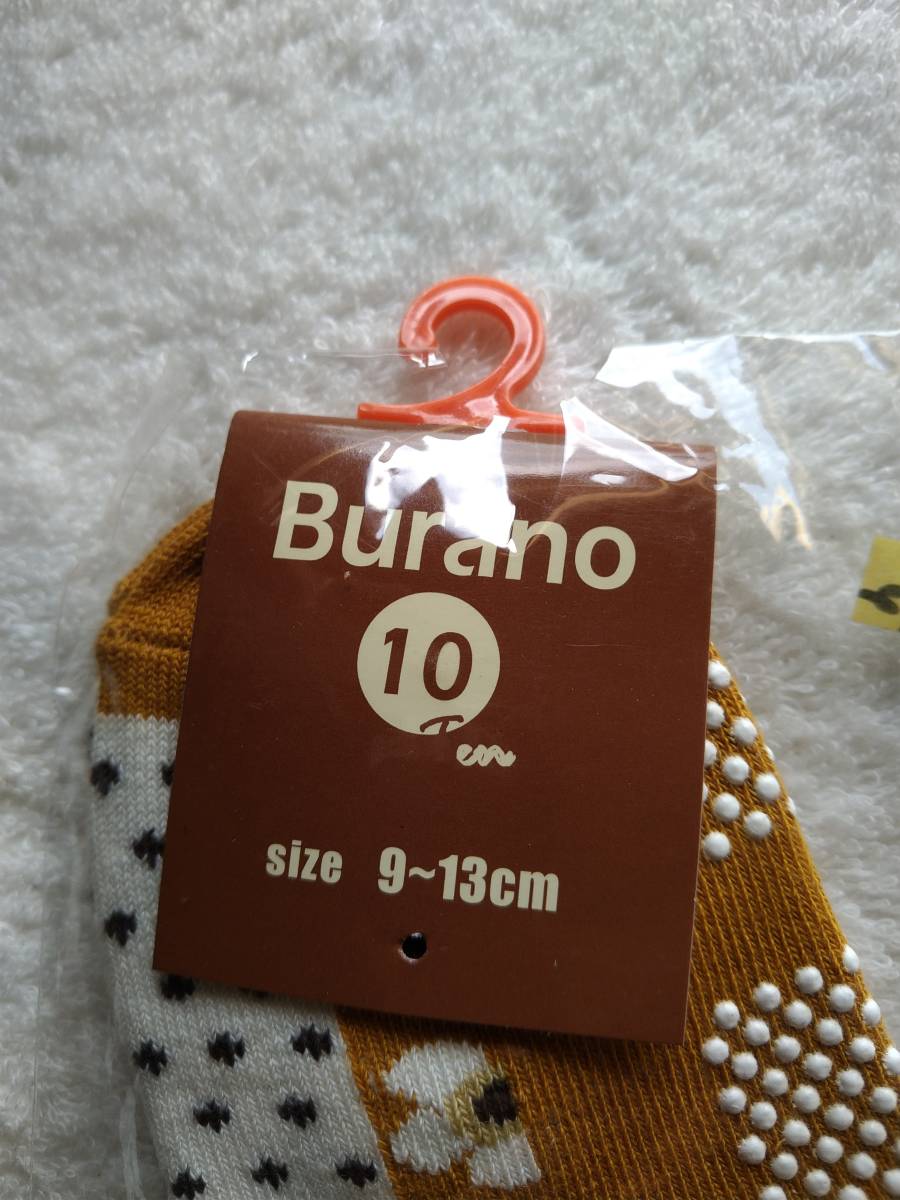 Burano
10
Ten
size 9~13cm